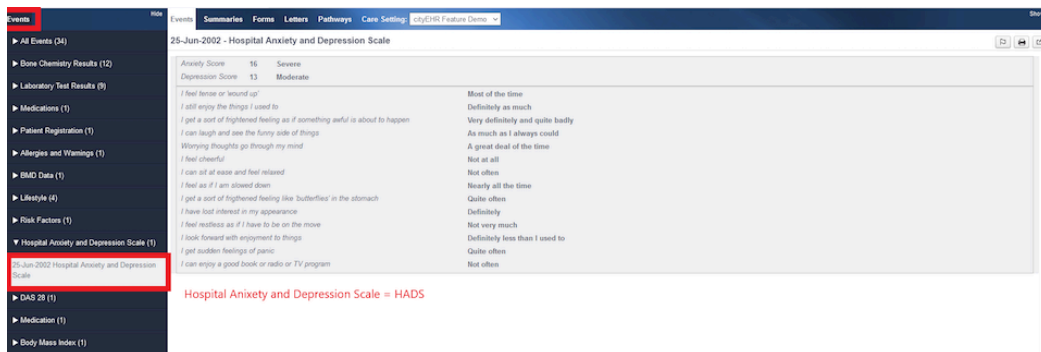 Events
Hide
Events Summaries Forms Letters Pathways Care Setting: cityEHR Feature Demo
▶ All Events (34)
▶ Bone Chemistry Results (12)
▶ Laboratory Test Results (9)
▶ Medications (1)
▶ Patient Registration (1)
▶ Allergies and Warnings (1)
▶ BMD Data (1)
▶ Lifestyle (4)
▶ Risk Factors (1)
▼ Hospital Anxiety and Depression Scale (1)
25-Jun-2002 Hospital Anxiety and Depression
Scale
▶ DAS 28 (1)
▶ Medication (1)
▶ Body Mass Index (1)
25-Jun-2002 - Hospital Anxiety and Depression Scale
Anxiety Score 16 Severe
Depression Score 13 Moderate
I feel tense or 'wound up' Most of the time
I still enjoy the things I used to Definitely as much
I get a sort of frightened feeling as if something awful is about to happen Very definitely and quite badly
I can laugh and see the funny side of things As much as I always could
Worrying thoughts go through my mind A great deal of the time
I feel cheerful Not at all
I can sit at ease and feel relaxed Not often
I feel as if I am slowed down Nearly all the time
I get a sort of frigthened feeling like 'butterflies' in the stomach Quite often
I have lost interest in my appearance Definitely
I feel restless as if I have to be on the move Not very much
I look forward with enjoyment to things Definitely less than I used to
I get sudden feelings of panic Quite often
I can enjoy a good book or radio or TV program Not often
Hospital Anixety and Depression Scale = HADS